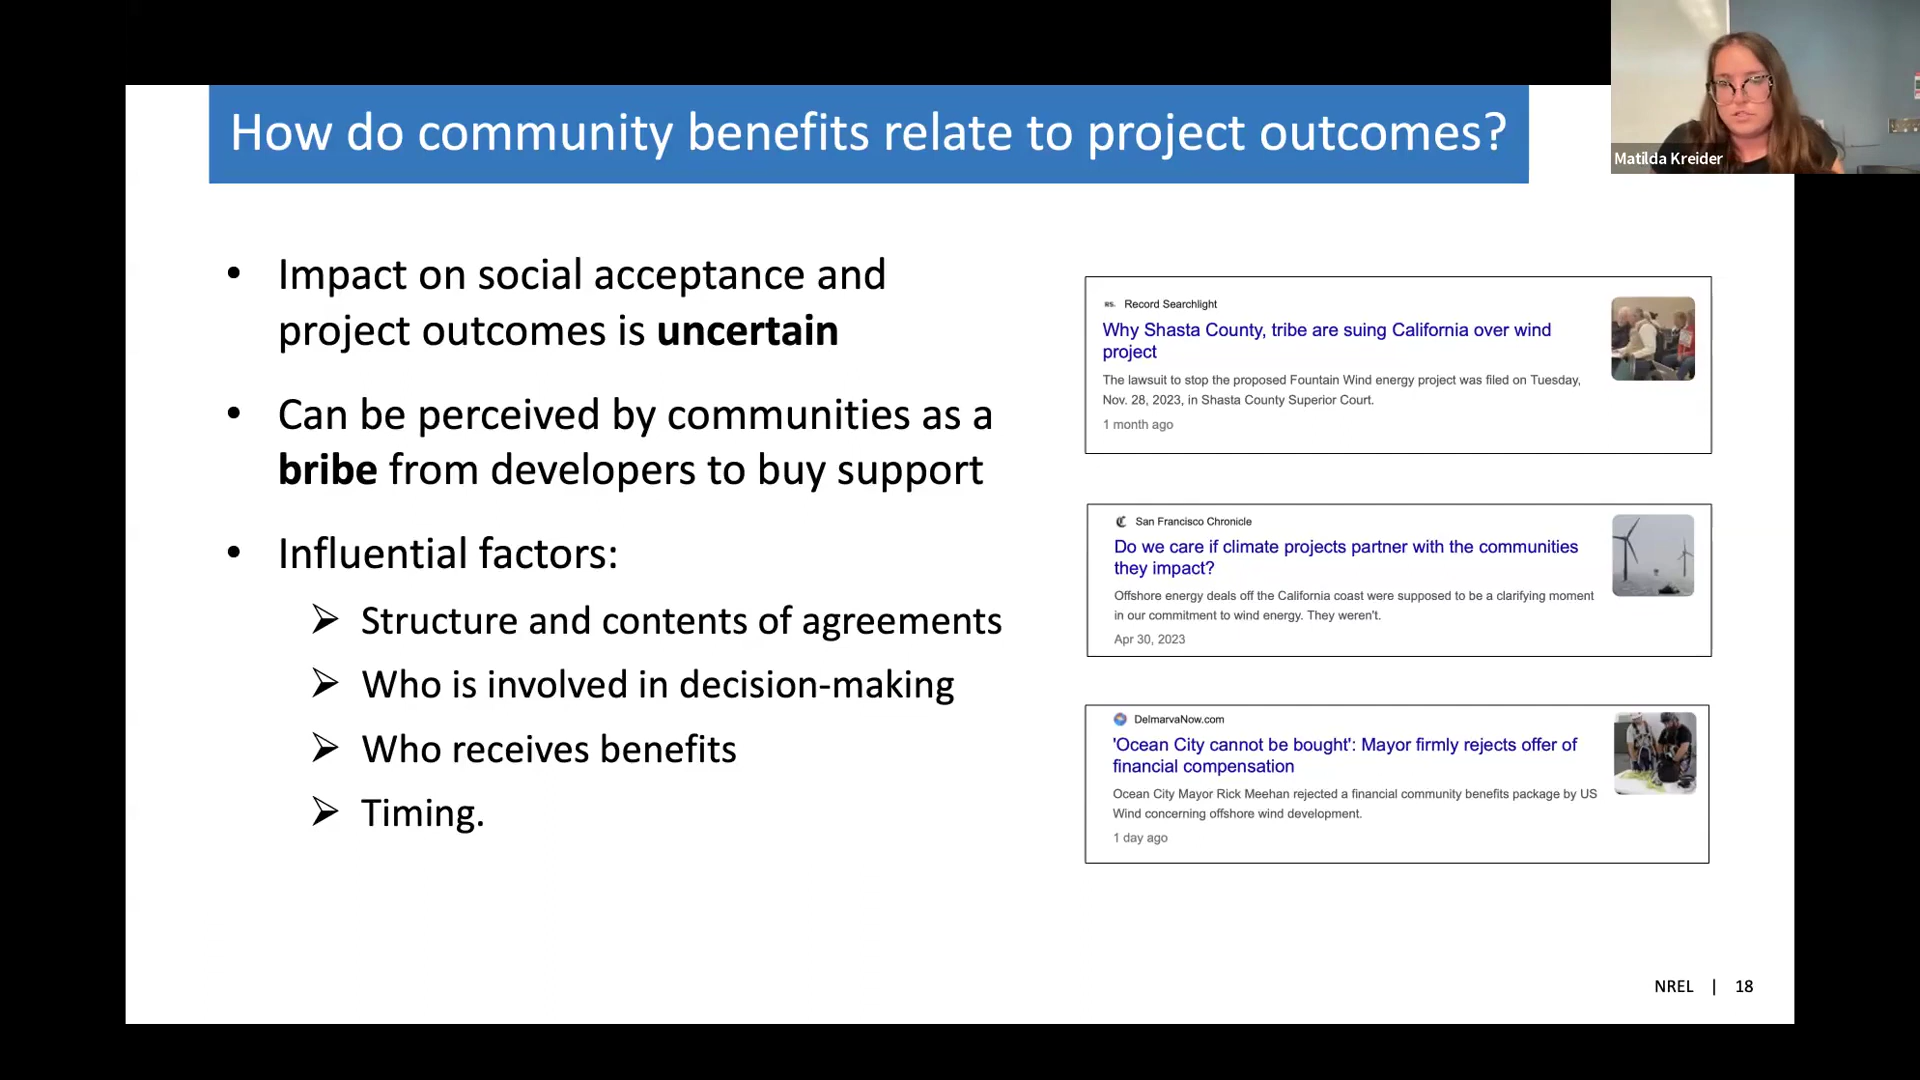 How do community benefits relate to project outcomes?
Matilda Kreider
• Impact on social acceptance and
project outcomes is uncertain
• Can be perceived by communities as a
bribe from developers to buy support
• Influential factors:
➢ Structure and contents of agreements
➢ Who is involved in decision-making
➢ Who receives benefits
➢ Timing.
RS. Record Searchlight
Why Shasta County, tribe are suing California over wind
project
The lawsuit to stop the proposed Fountain Wind energy project was filed on Tuesday,
Nov. 28, 2023, in Shasta County Superior Court.
1 month ago
San Francisco Chronicle
Do we care if climate projects partner with the communities
they impact?
Offshore energy deals off the California coast were supposed to be a clarifying moment
in our commitment to wind energy. They weren't.
Apr 30, 2023
DelmarvaNow.com
'Ocean City cannot be bought': Mayor firmly rejects offer of
financial compensation
Ocean City Mayor Rick Meehan rejected a financial community benefits package by US
Wind concerning offshore wind development.
1 day ago
NREL | 18